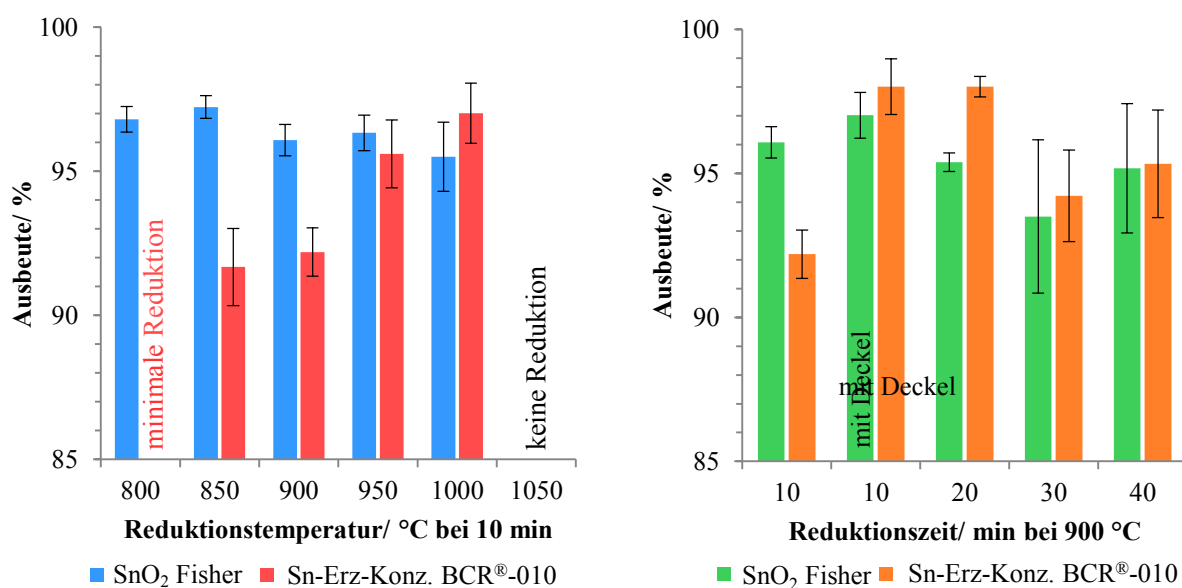 100
95
90
85
Ausbeute/ %
minimale Reduktion
keine Reduktion
800 850 900 950 1000 1050
Reduktionstemperatur/ °C bei 10 min
SnO₂ Fisher Sn-Erz-Konz. BCR®-010
100
95
90
85
Ausbeute/ %
mit Deckel
mit Deckel
10 10 20 30 40
Reduktionszeit/ min bei 900 °C
SnO₂ Fisher Sn-Erz-Konz. BCR®-010